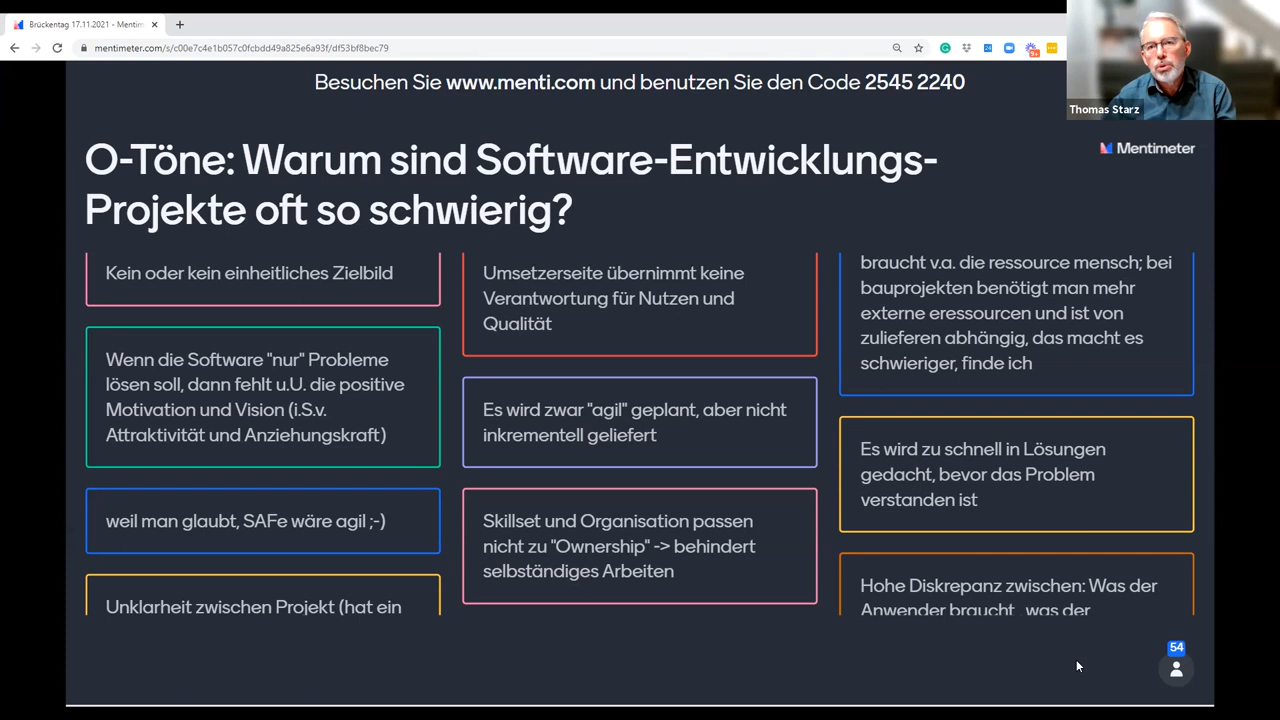 Brückentag 17.11.2021 - Mentim
mentimeter.com/s/c00e7c4e1b057c0fcbdd49a825e6a93f/df53bf8bec79
9+
Besuchen Sie www.menti.com und benutzen Sie den Code 2545 2240
Thomas Starz
O-Töne: Warum sind Software-Entwicklungs-
Projekte oft so schwierig?
Mentimeter
Kein oder kein einheitliches Zielbild
Wenn die Software "nur" Probleme
lösen soll, dann fehlt u.U. die positive
Motivation und Vision (i.S.v.
Attraktivität und Anziehungskraft)
weil man glaubt, SAFe wäre agil ;-)
Unklarheit zwischen Projekt (hat ein
Umsetzerseite übernimmt keine
Verantwortung für Nutzen und
Qualität
Es wird zwar "agil" geplant, aber nicht
inkrementell geliefert
Skillset und Organisation passen
nicht zu "Ownership" -> behindert
selbständiges Arbeiten
braucht v.a. die ressource mensch; bei
bauprojekten benötigt man mehr
externe eressourcen und ist von
zulieferen abhängig, das macht es
schwieriger, finde ich
Es wird zu schnell in Lösungen
gedacht, bevor das Problem
verstanden ist
Hohe Diskrepanz zwischen: Was der
Anwender braucht was der
54